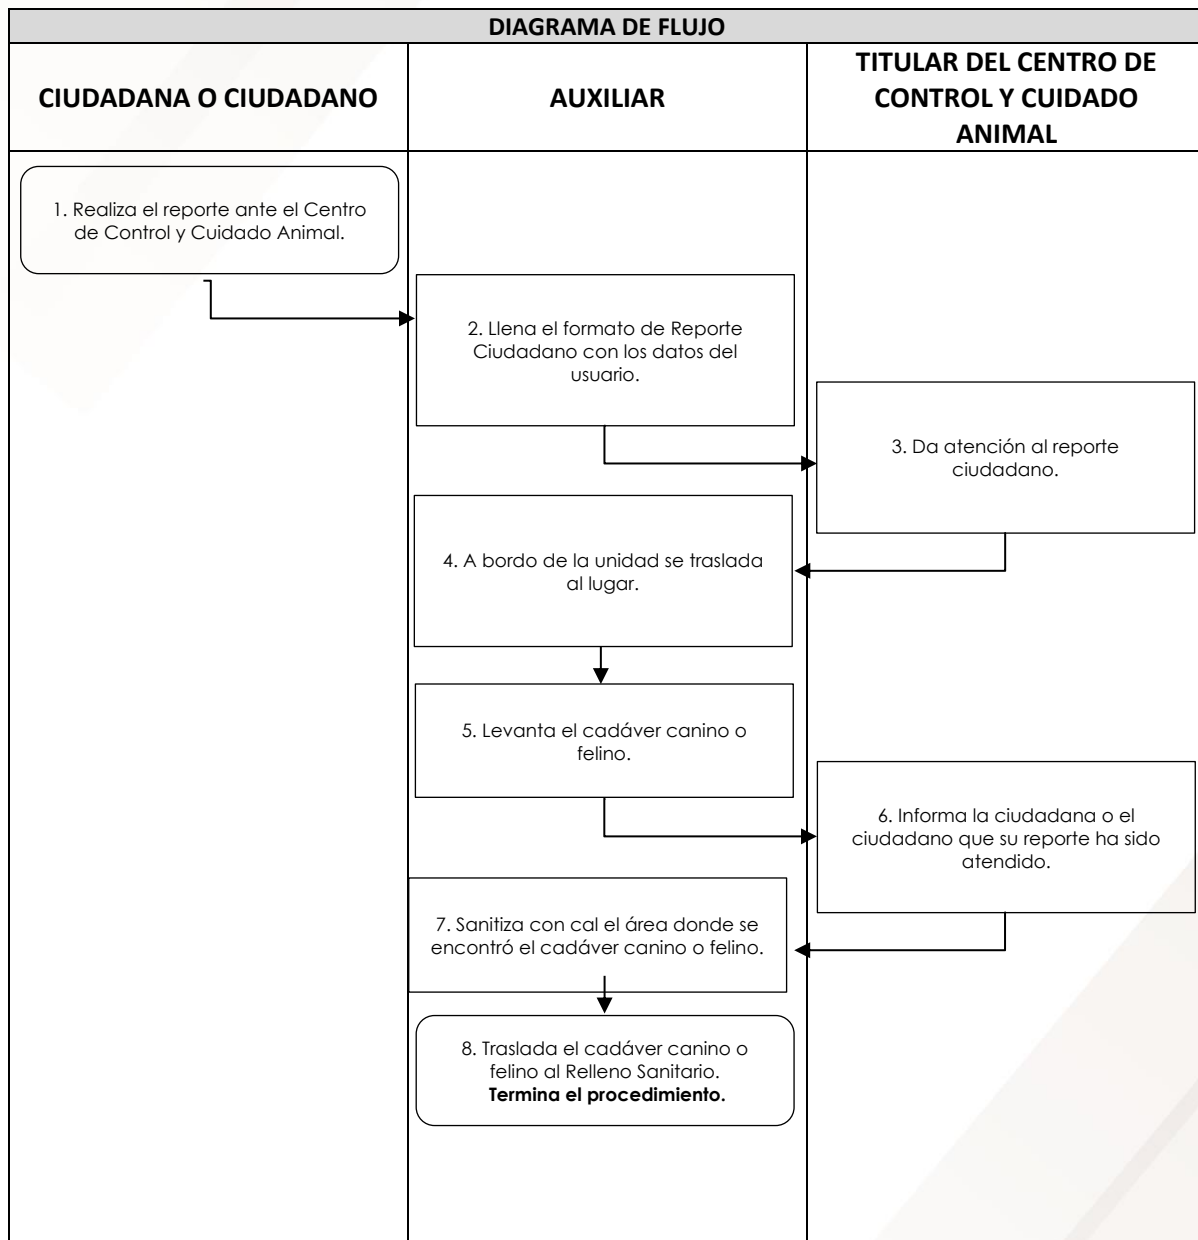 DIAGRAMA DE FLUJO
CIUDADANA O CIUDADANO
AUXILIAR
TITULAR DEL CENTRO DE
CONTROL Y CUIDADO
ANIMAL
1. Realiza el reporte ante el Centro
de Control y Cuidado Animal.
2. Llena el formato de Reporte
Ciudadano con los datos del
usuario.
3. Da atención al reporte
ciudadano.
4. A bordo de la unidad se traslada
al lugar.
5. Levanta el cadáver canino o
felino.
6. Informa la ciudadana o el
ciudadano que su reporte ha sido
atendido.
7. Sanitiza con cal el área donde se
encontró el cadáver canino o felino.
8. Traslada el cadáver canino o
felino al Relleno Sanitario.
Termina el procedimiento.